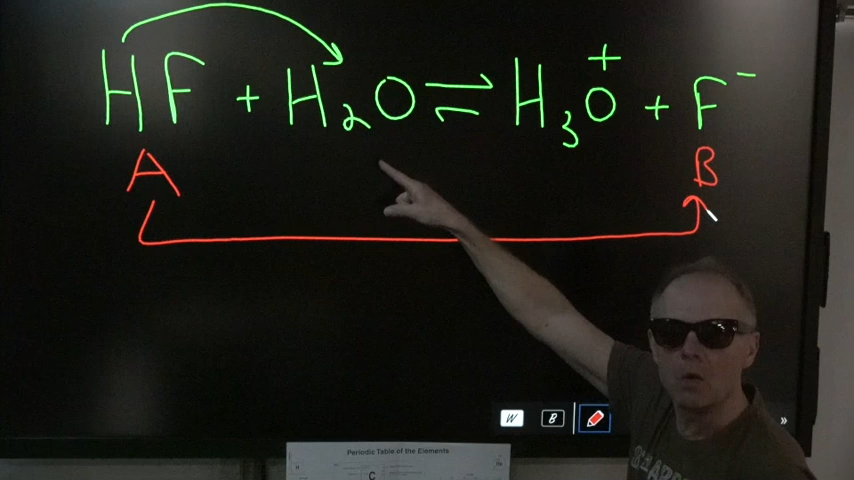 HF + H₂O ⇌ H₃O⁺ + F⁻
A B
W B
»
Periodic Table of the Elements
C